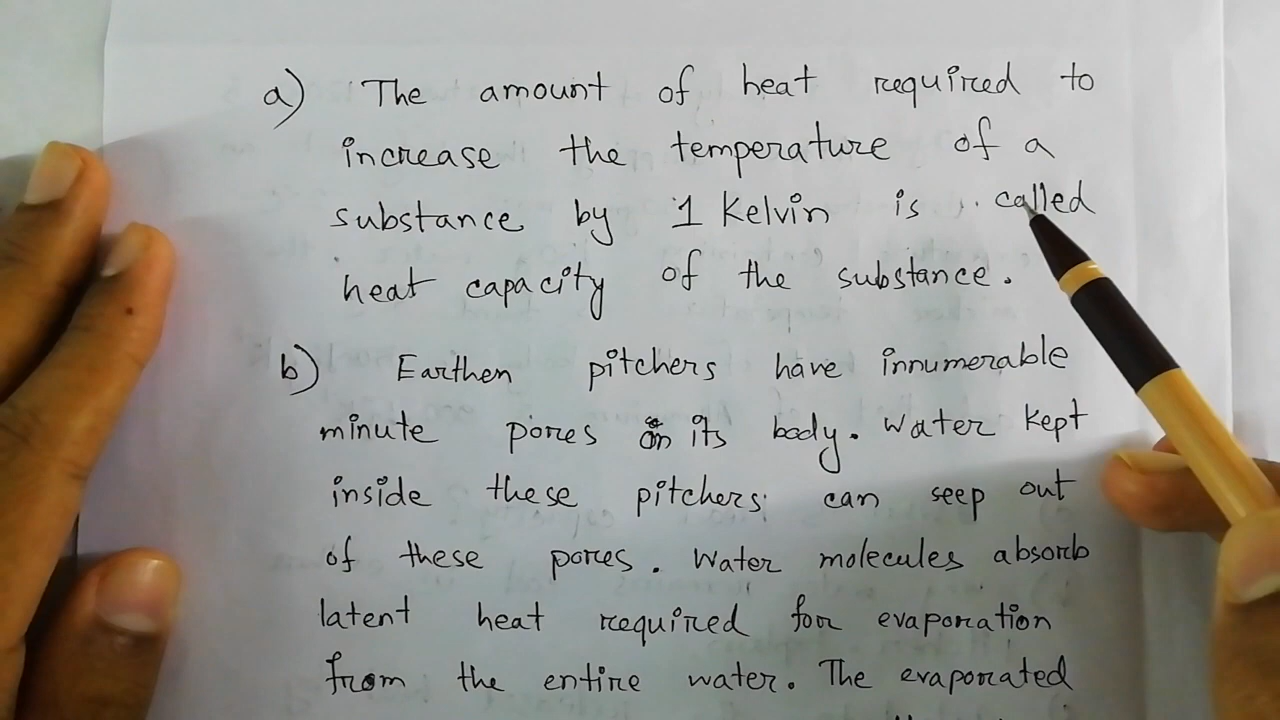 a) The amount of heat required to
increase the temperature of a
substance by 1 Kelvin is called
heat capacity of the substance.
b) Earthen pitchers have innumerable
minute pores on its body. Water kept
inside these pitchers can seep out
of these pores. Water molecules absorb
latent heat required for evaporation
from the entire water. The evaporated